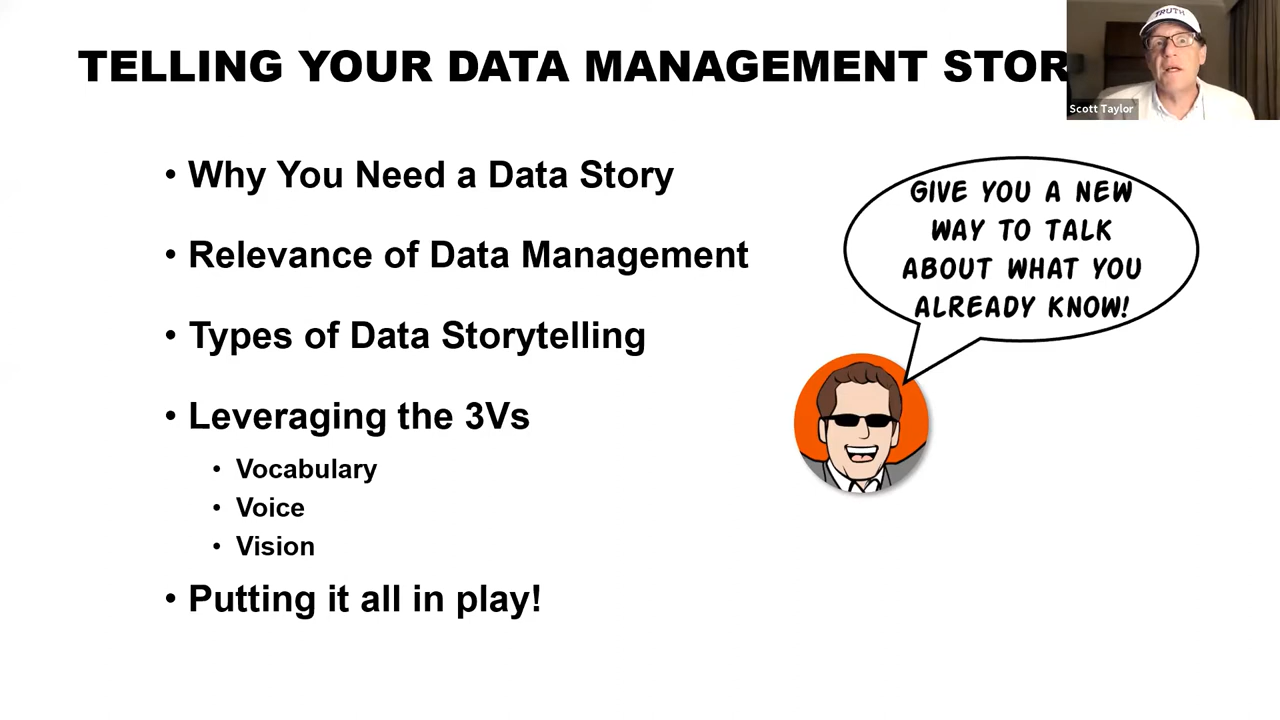 TELLING YOUR DATA MANAGEMENT STOR
TRUTH
Scott Taylor
• Why You Need a Data Story
• Relevance of Data Management
• Types of Data Storytelling
• Leveraging the 3Vs
• Vocabulary
• Voice
• Vision
• Putting it all in play!
GIVE YOU A NEW
WAY TO TALK
ABOUT WHAT YOU
ALREADY KNOW!